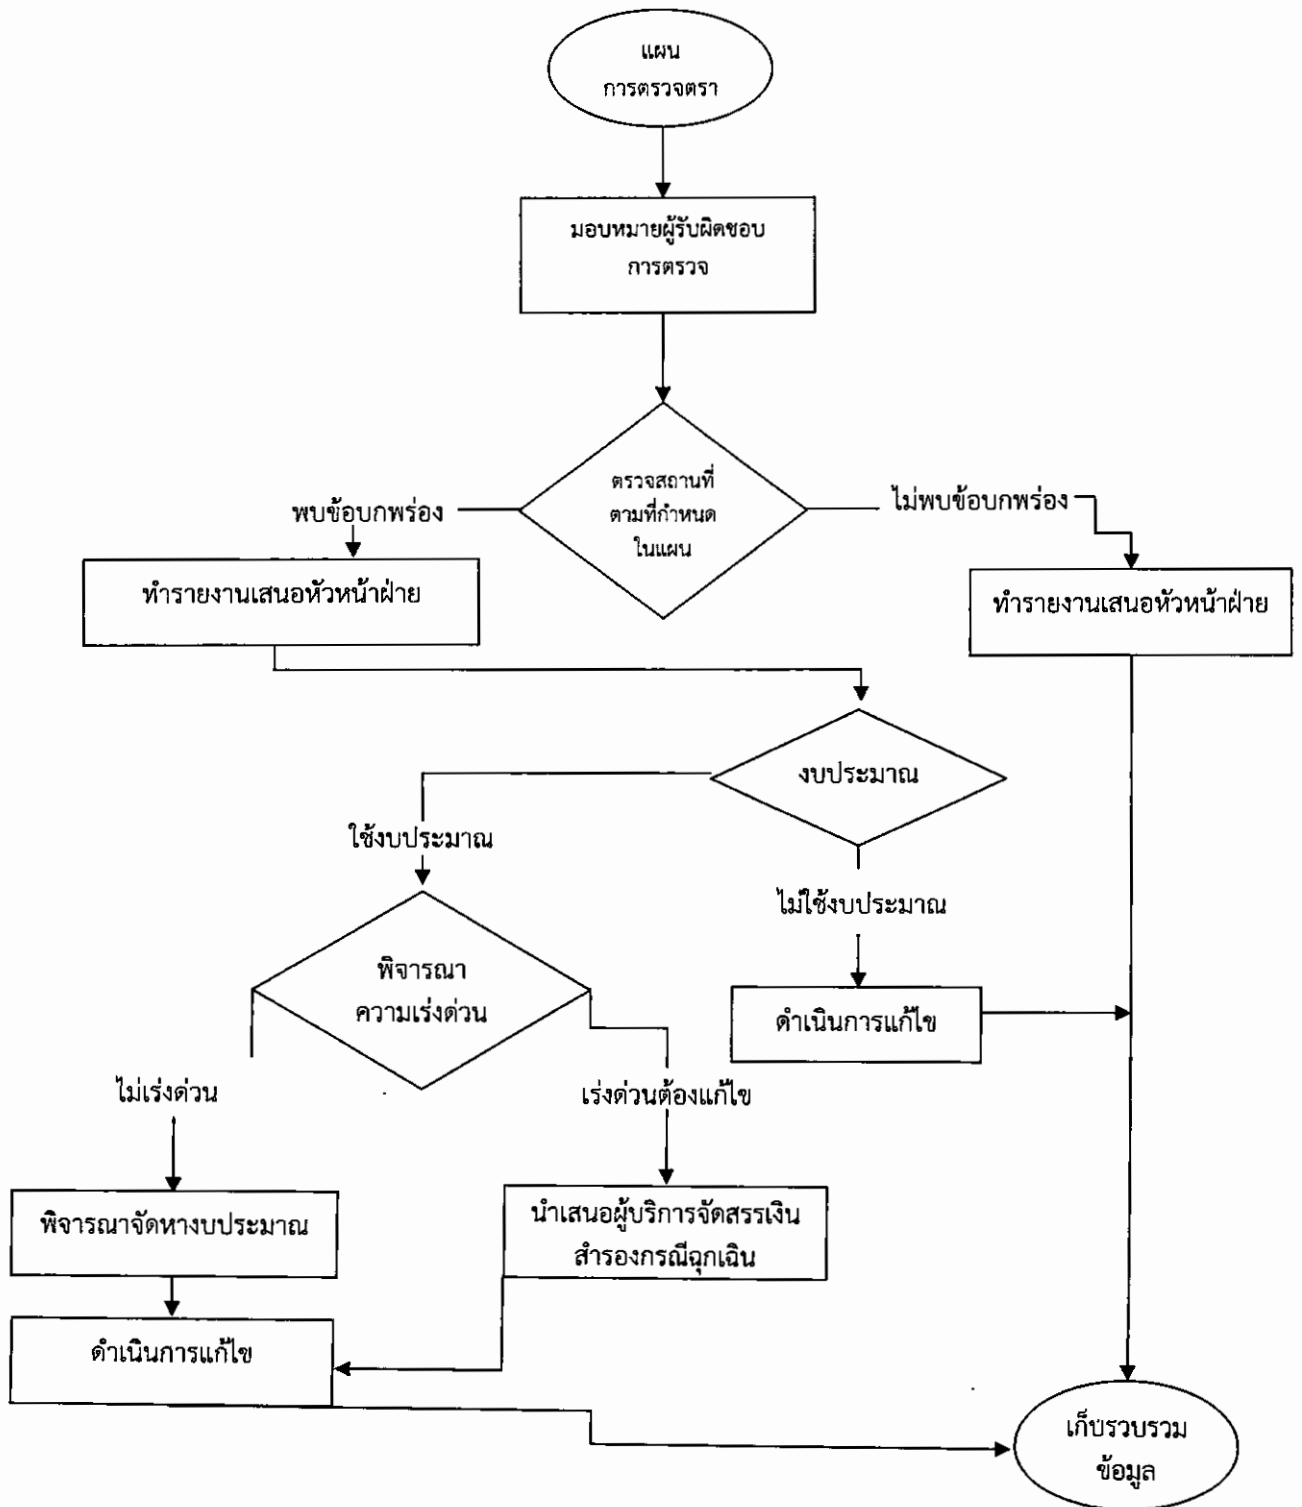 แผน
การตรวจตรา
มอบหมายผู้รับผิดชอบ
การตรวจ
ตรวจสถานที่
ตามที่กำหนด
ในแผน
พบข้อบกพร่อง
ไม่พบข้อบกพร่อง
ทำรายงานเสนอหัวหน้าฝ่าย
ทำรายงานเสนอหัวหน้าฝ่าย
งบประมาณ
ใช้งบประมาณ
ไม่ใช้งบประมาณ
พิจารณา
ความเร่งด่วน
ดำเนินการแก้ไข
ไม่เร่งด่วน
เร่งด่วนต้องแก้ไข
พิจารณาจัดหางบประมาณ
นำเสนอผู้บริการจัดสรรเงิน
สำรองกรณีฉุกเฉิน
ดำเนินการแก้ไข
เก็บรวบรวม
ข้อมูล